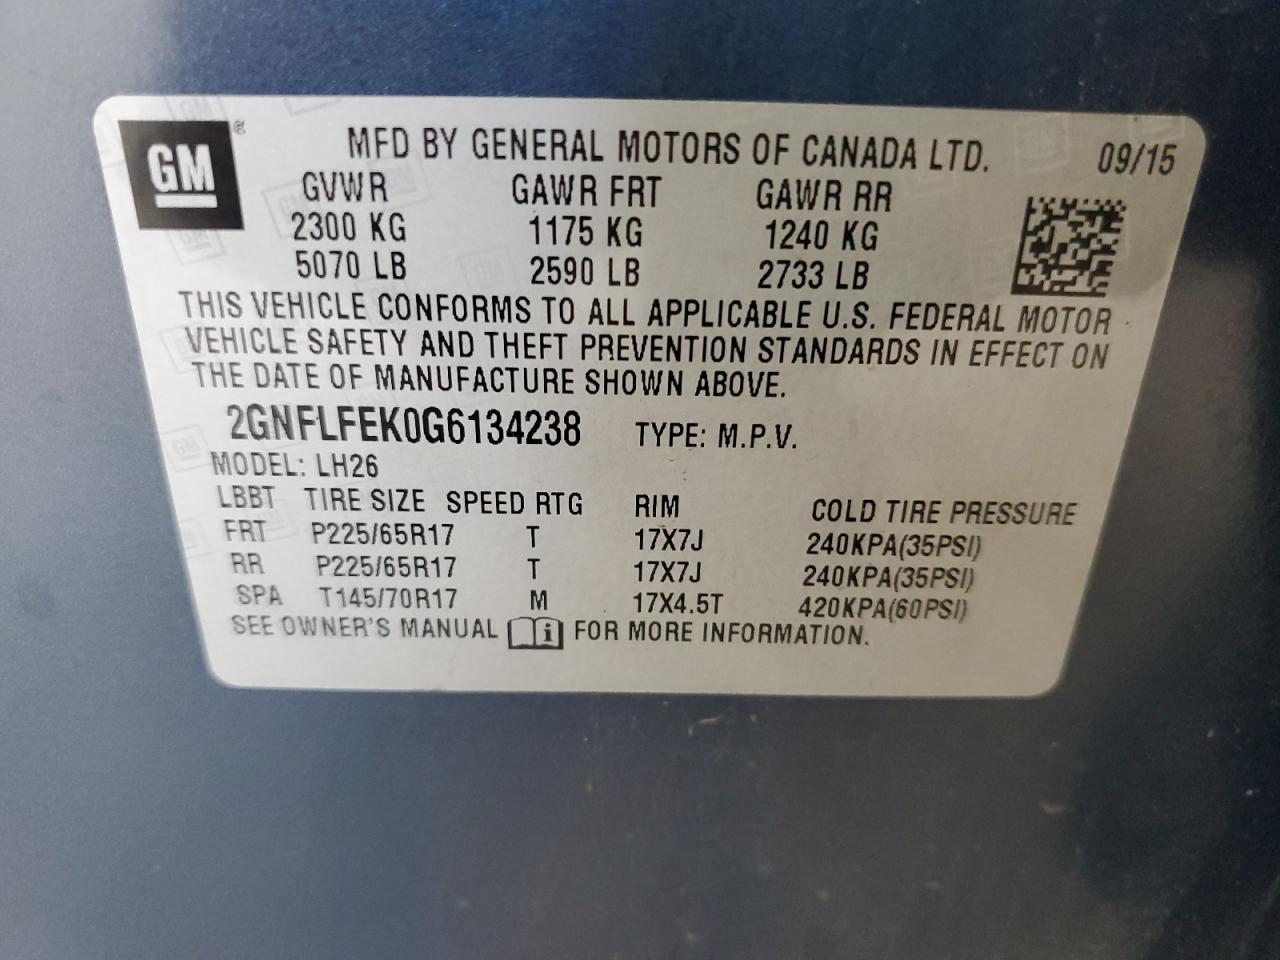 GM®
MFD BY GENERAL MOTORS OF CANADA LTD. 09/15
GVWR GAWR FRT GAWR RR
2300 KG 1175 KG 1240 KG
5070 LB 2590 LB 2733 LB
THIS VEHICLE CONFORMS TO ALL APPLICABLE U.S. FEDERAL MOTOR
VEHICLE SAFETY AND THEFT PREVENTION STANDARDS IN EFFECT ON
THE DATE OF MANUFACTURE SHOWN ABOVE.
2GNFLFEK0G6134238 TYPE: M.P.V.
MODEL: LH26
LBBT TIRE SIZE SPEED RTG RIM COLD TIRE PRESSURE
FRT P225/65R17 T 17X7J 240KPA(35PSI)
RR P225/65R17 T 17X7J 240KPA(35PSI)
SPA T145/70R17 M 17X4.5T 420KPA(60PSI)
SEE OWNER'S MANUAL i FOR MORE INFORMATION.